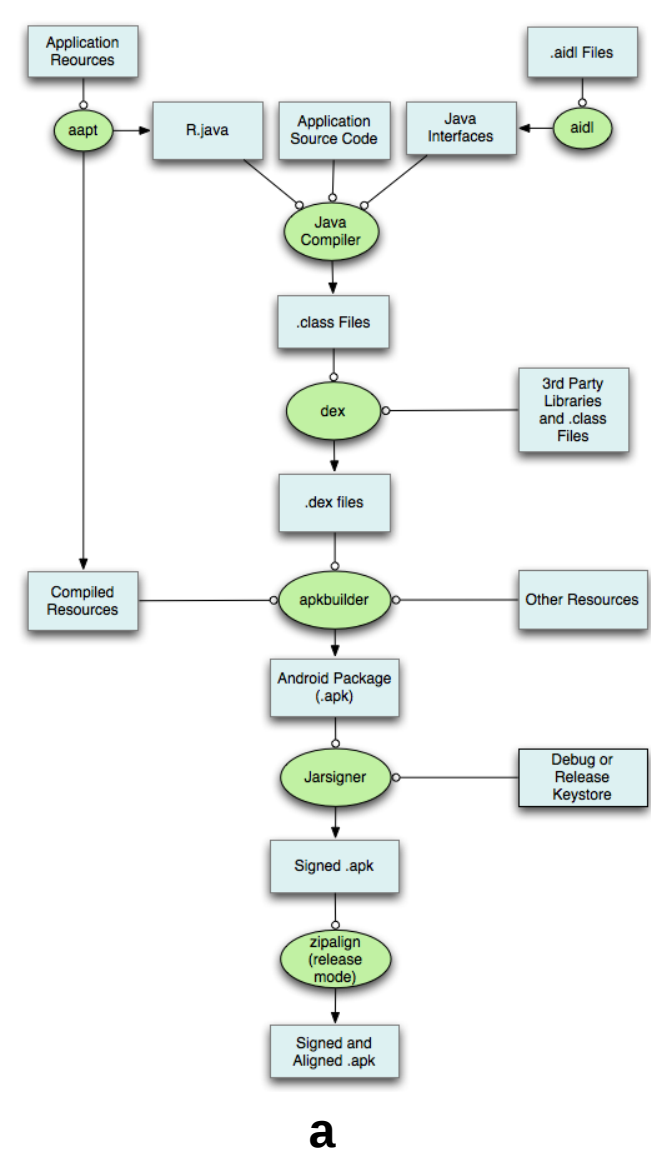 Application
Reources
.aidl Files
aapt
R.java
Application
Source Code
Java
Interfaces
aidl
Java
Compiler
.class Files
dex
3rd Party
Libraries
and .class
Files
.dex files
Compiled
Resources
apkbuilder
Other Resources
Android Package
(.apk)
Jarsigner
Debug or
Release
Keystore
Signed .apk
zipalign
(release
mode)
Signed and
Aligned .apk
a